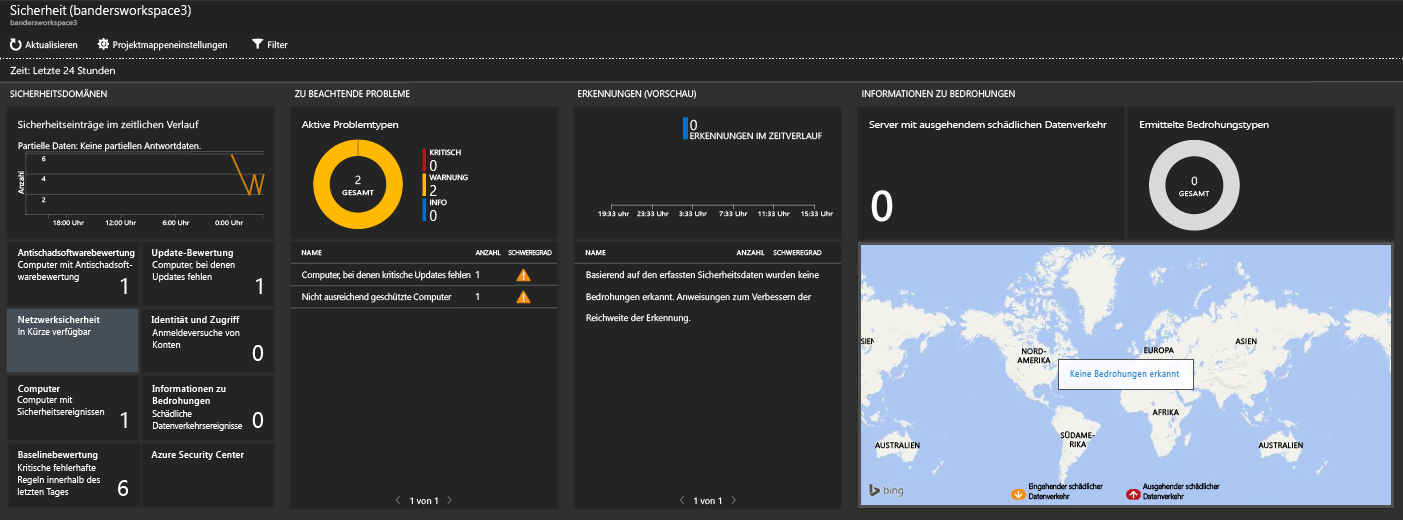 Sicherheit (bandersworkspace3)
bandersworkspace3
Aktualisieren
Projektmappeneinstellungen
Filter
Zeit: Letzte 24 Stunden
SICHERHEITSDOMÄNEN
Sicherheitseinträge im zeitlichen Verlauf
Partielle Daten: Keine partiellen Antwortdaten.
Anzahl
6
4
2
18:00 Uhr
12:00 Uhr
6:00 Uhr
0:00 Uhr
Antischadsoftwarebewertung
Computer mit Antischadsoft-
warebewertung
1
Update-Bewertung
Computer, bei denen
Updates fehlen
1
Netzwerksicherheit
In Kürze verfügbar
Identität und Zugriff
Anmeldeversuche von
Konten
0
Computer
Computer mit
Sicherheitsereignissen
1
Informationen zu
Bedrohungen
Schädliche
Datenverkehrsereignisse
0
Baselinebewertung
Kritische fehlerhafte
Regeln innerhalb des
letzten Tages
6
Azure Security Center
ZU BEACHTENDE PROBLEME
Aktive Problemtypen
2
GESAMT
KRITISCH
0
WARNUNG
2
INFO
0
NAME ANZAHL SCHWEREGRAD
Computer, bei denen kritische Updates fehlen 1
Nicht ausreichend geschützte Computer 1
1 von 1
ERKENNUNGEN (VORSCHAU)
0
ERKENNUNGEN IM ZEITVERLAUF
19:33 uhr
23:33 Uhr
3:33 Uhr
7:33 Uhr
11:33 Uhr
15:33 Uhr
NAME ANZAHL SCHWEREGRAD
Basierend auf den erfassten Sicherheitsdaten wurden keine
Bedrohungen erkannt. Anweisungen zum Verbessern der
Reichweite der Erkennung.
1 von 1
INFORMATIONEN ZU BEDROHUNGEN
Server mit ausgehendem schädlichen Datenverkehr
0
Ermittelte Bedrohungstypen
0
GESAMT
SIEN
NORD-
AMERIKA
EUROPA
ASIEN
Keine Bedrohungen erkannt
AFRIKA
SÜDAME-
RIKA
AUSTRALIEN
AUSTRALIEN
bing
Eingehender schädlicher
Datenverkehr
Ausgehender schädlicher
Datenverkehr